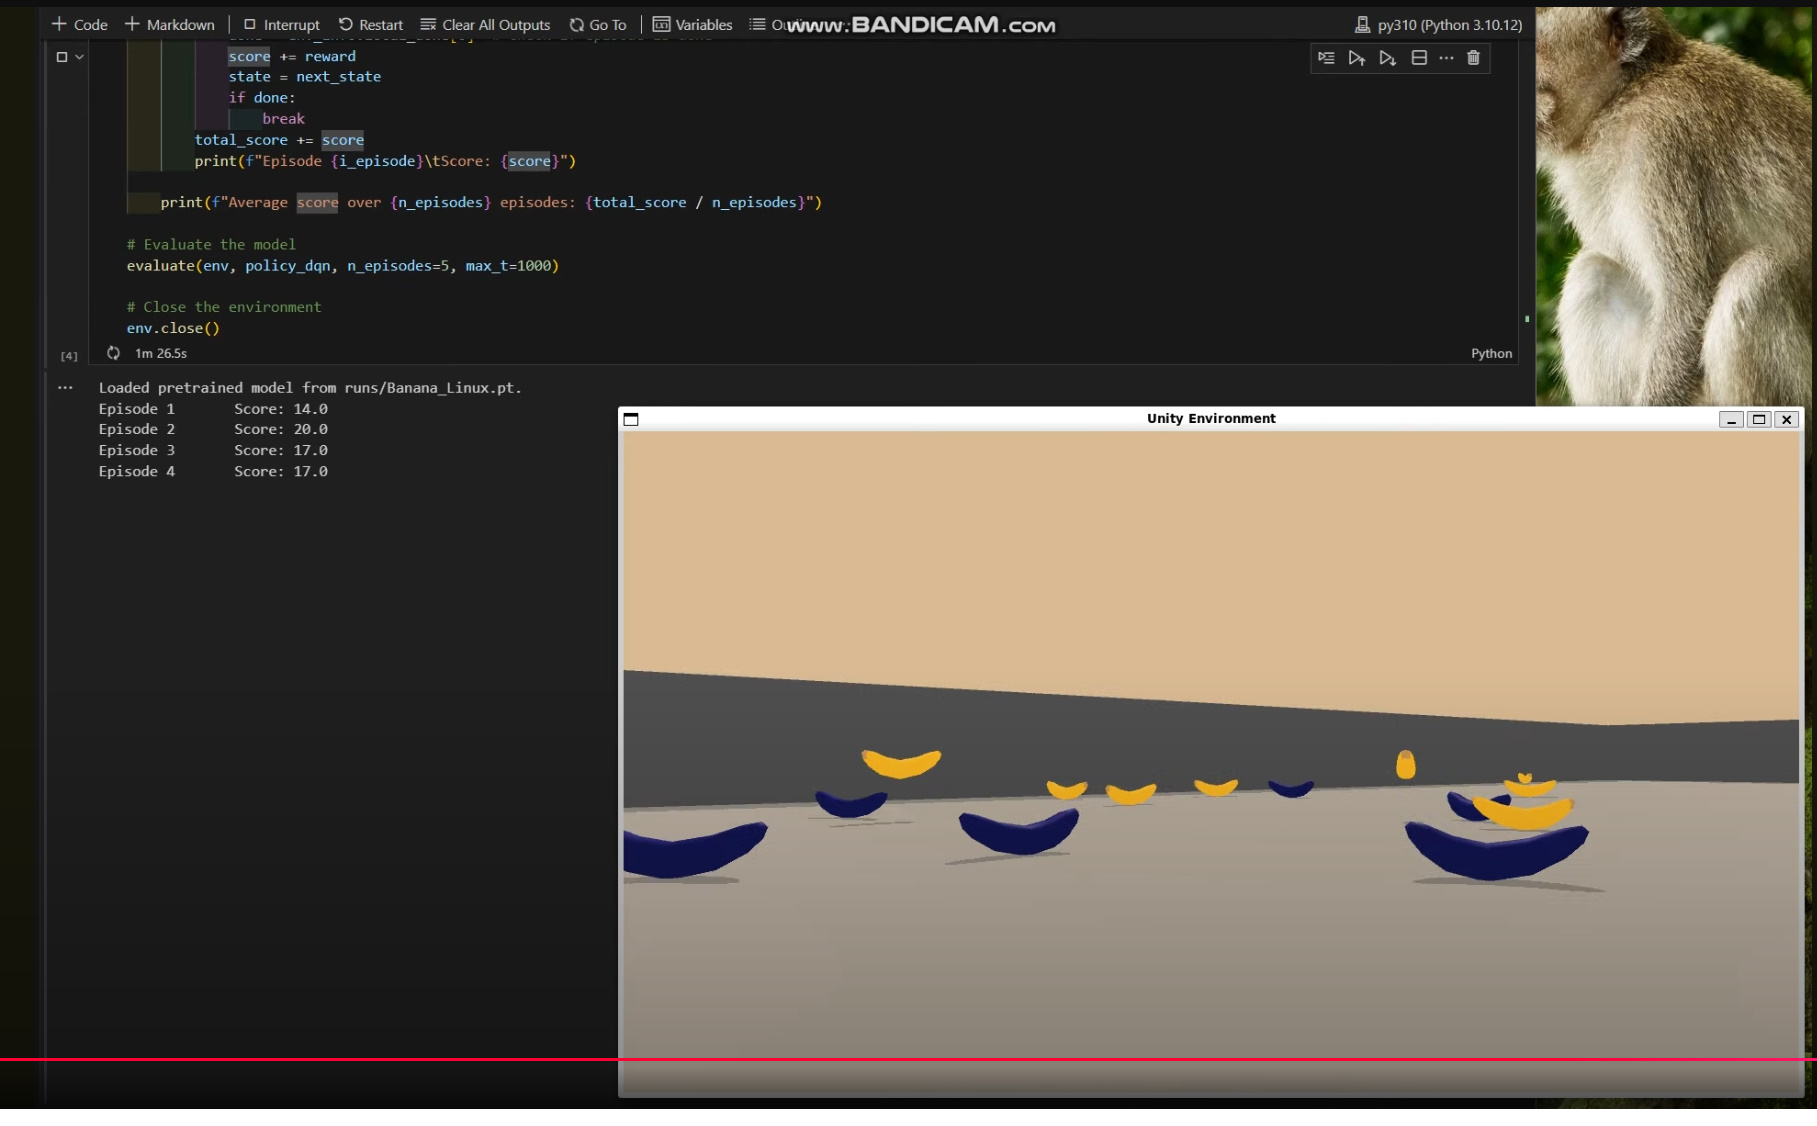 + Code + Markdown Interrupt Restart Clear All Outputs Go To Variables
www.BANDICAM.com
py310 (Python 3.10.12)
score += reward
state = next_state
if done:
break
total_score += score
print(f"Episode {i_episode}\tScore: {score}")
print(f"Average score over {n_episodes} episodes: {total_score / n_episodes}")
# Evaluate the model
evaluate(env, policy_dqn, n_episodes=5, max_t=1000)
# Close the environment
env.close()
[4] 1m 26.5s
Python
... Loaded pretrained model from runs/Banana_Linux.pt.
Episode 1 Score: 14.0
Episode 2 Score: 20.0
Episode 3 Score: 17.0
Episode 4 Score: 17.0
Unity Environment